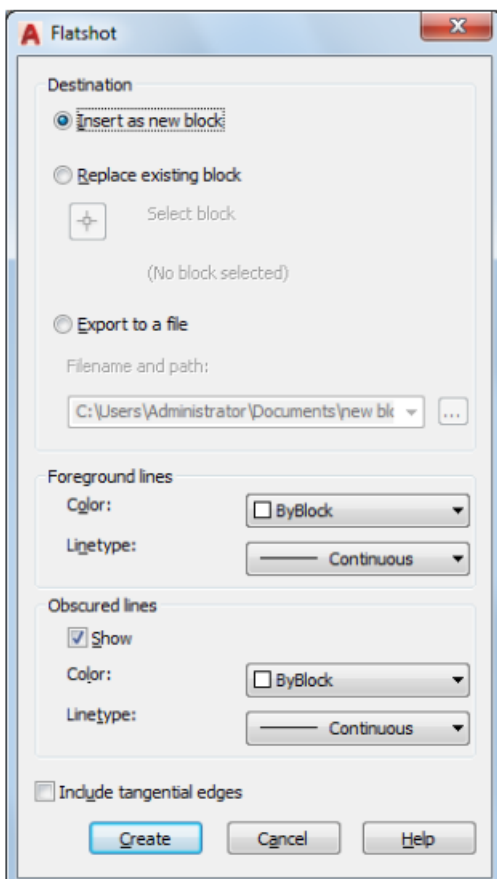 Flatshot
Destination
Insert as new block
Replace existing block
Select block
(No block selected)
Export to a file
Filename and path:
C:\Users\Administrator\Documents\new blo
...
Foreground lines
Color:
ByBlock
Linetype:
Continuous
Obscured lines
Show
Color:
ByBlock
Linetype:
Continuous
Include tangential edges
Create
Cancel
Help